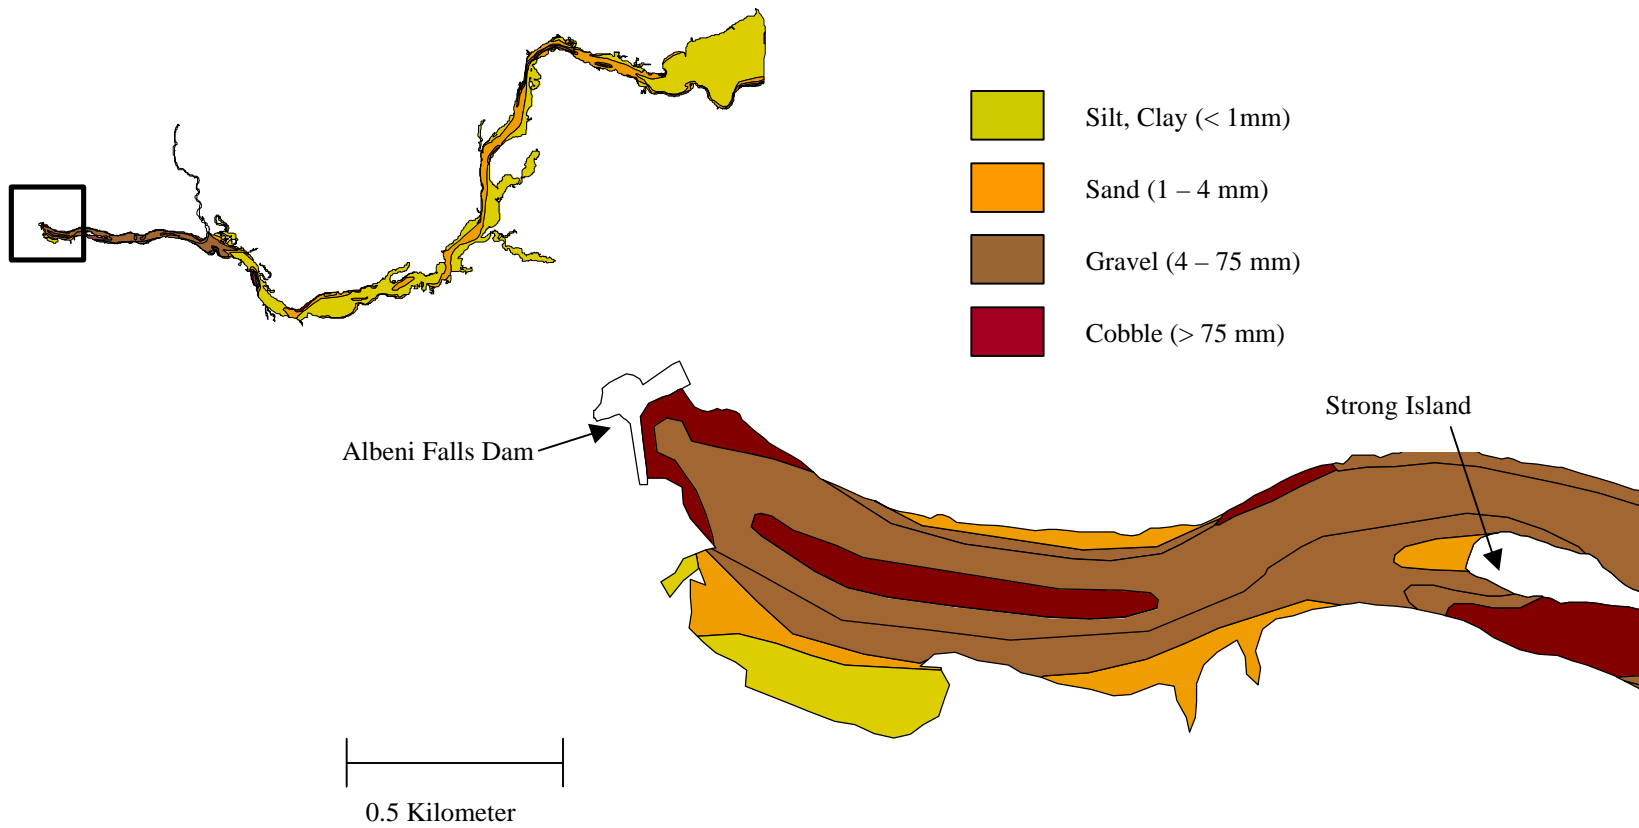 Silt, Clay (< 1mm)
Sand (1 – 4 mm)
Gravel (4 – 75 mm)
Cobble (> 75 mm)
Strong Island
Albeni Falls Dam
0.5 Kilometer